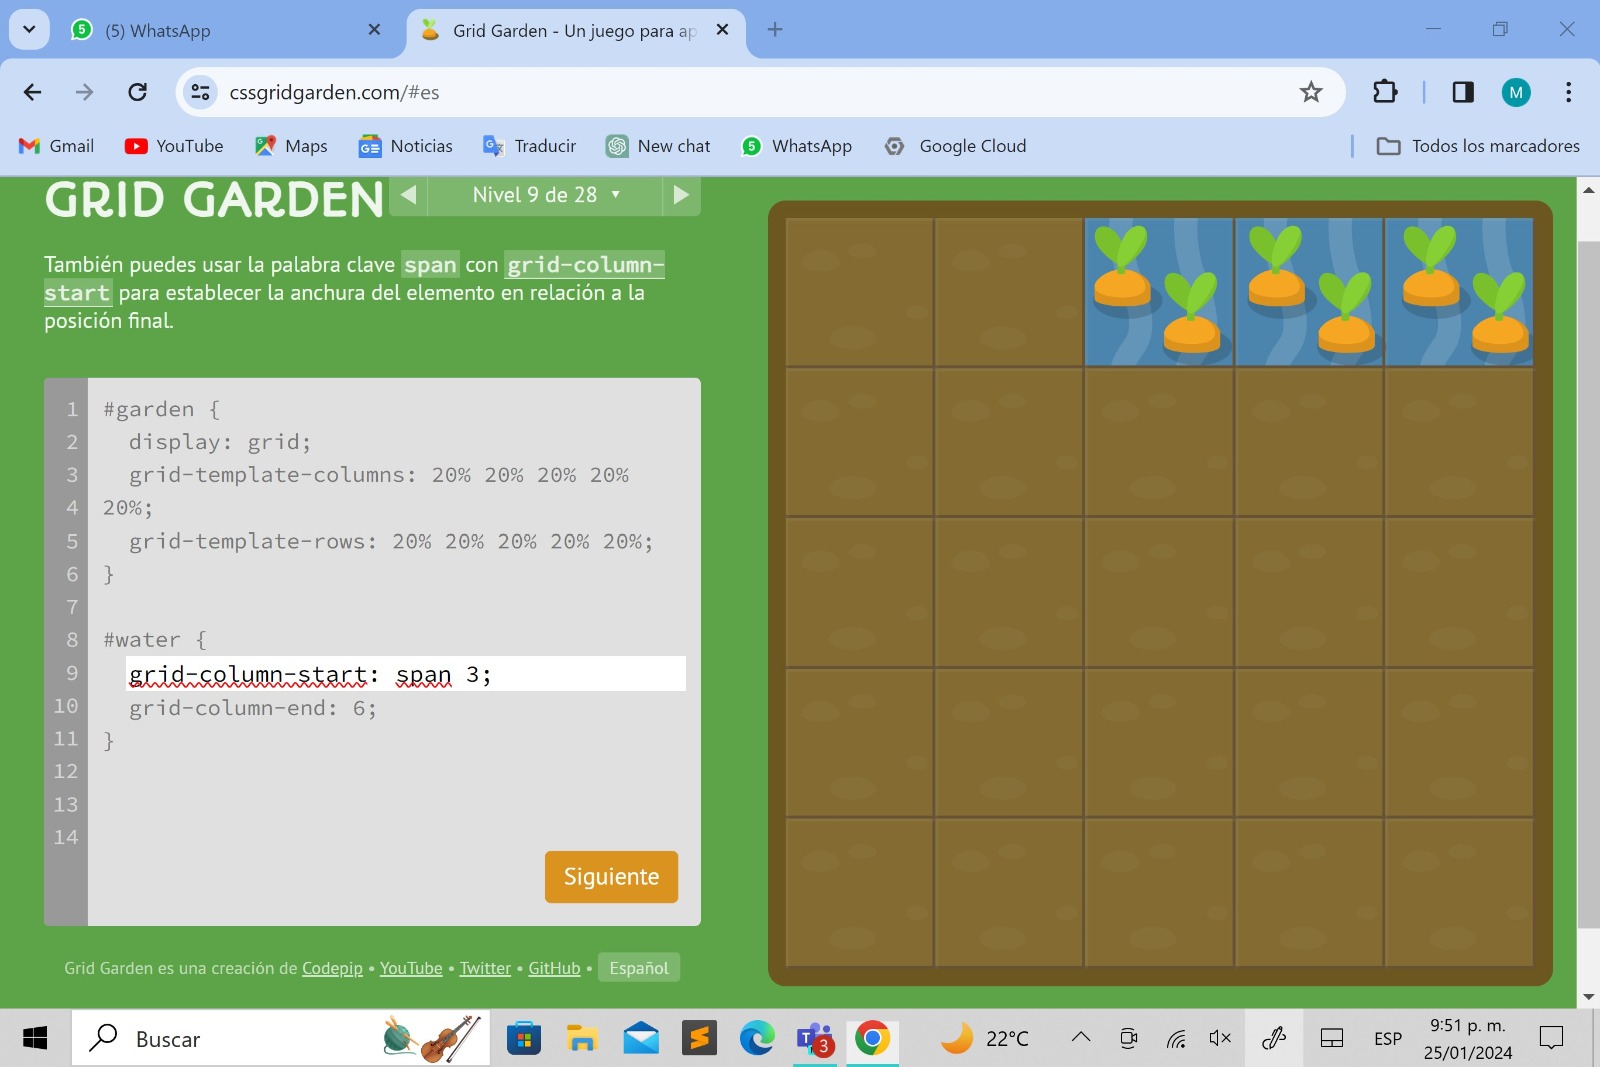 5 (5) WhatsApp
Grid Garden - Un juego para ap
cssgridgarden.com/#es
M
Gmail
YouTube
Maps
Noticias
Traducir
New chat
5 WhatsApp
Google Cloud
Todos los marcadores
GRID GARDEN
Nivel 9 de 28
También puedes usar la palabra clave span con grid-column-
start para establecer la anchura del elemento en relación a la
posición final.
1 #garden {
2 display: grid;
3 grid-template-columns: 20% 20% 20% 20%
4 20%;
5 grid-template-rows: 20% 20% 20% 20% 20%;
6 }
7
8 #water {
9 grid-column-start: span 3;
10 grid-column-end: 6;
11 }
12
13
14
Siguiente
Grid Garden es una creación de Codepip • YouTube • Twitter • GitHub • Español
Buscar
3
22°C
ESP
9:51 p. m.
25/01/2024